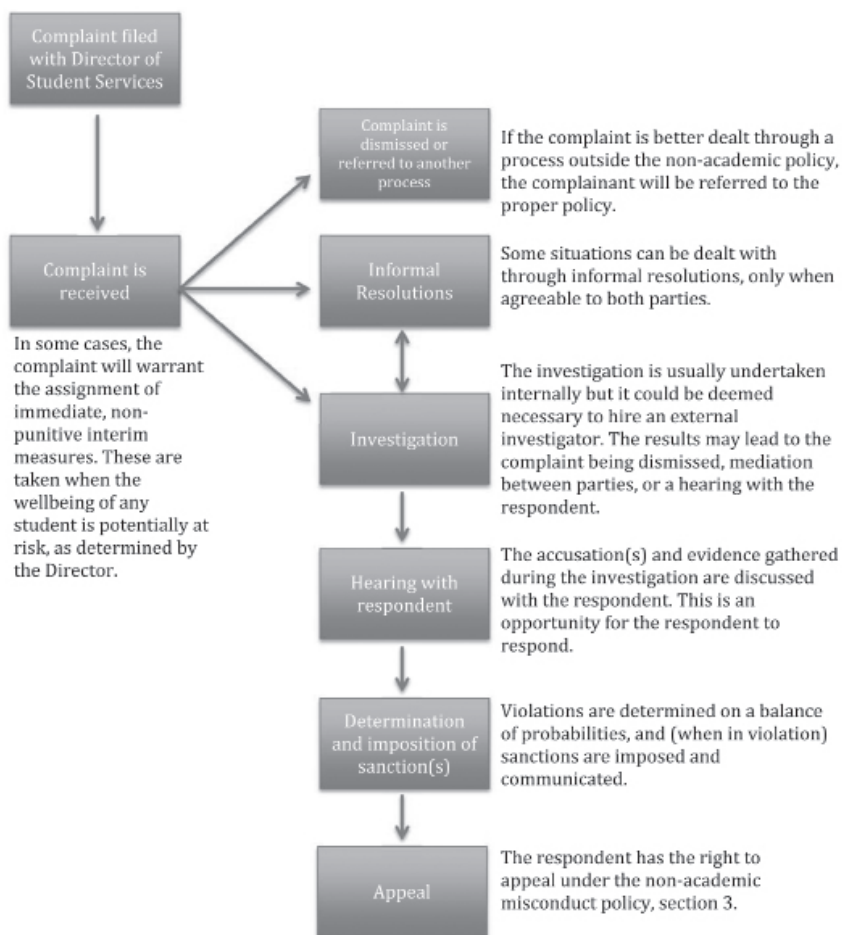 Complaint filed
with Director of
Student Services
Complaint is
received
In some cases, the
complaint will warrant
the assignment of
immediate, non-
punitive interim
measures. These are
taken when the
wellbeing of any
student is potentially at
risk, as determined by
the Director.
Complaint is
dismissed or
referred to another
process
If the complaint is better dealt through a
process outside the non-academic policy,
the complainant will be referred to the
proper policy.
Informal
Resolutions
Some situations can be dealt with
through informal resolutions, only when
agreeable to both parties.
Investigation
The investigation is usually undertaken
internally but it could be deemed
necessary to hire an external
investigator. The results may lead to the
complaint being dismissed, mediation
between parties, or a hearing with the
respondent.
Hearing with
respondent
The accusation(s) and evidence gathered
during the investigation are discussed
with the respondent. This is an
opportunity for the respondent to
respond.
Determination
and imposition of
sanction(s)
Violations are determined on a balance
of probabilities, and (when in violation)
sanctions are imposed and
communicated.
Appeal
The respondent has the right to
appeal under the non-academic
misconduct policy, section 3.